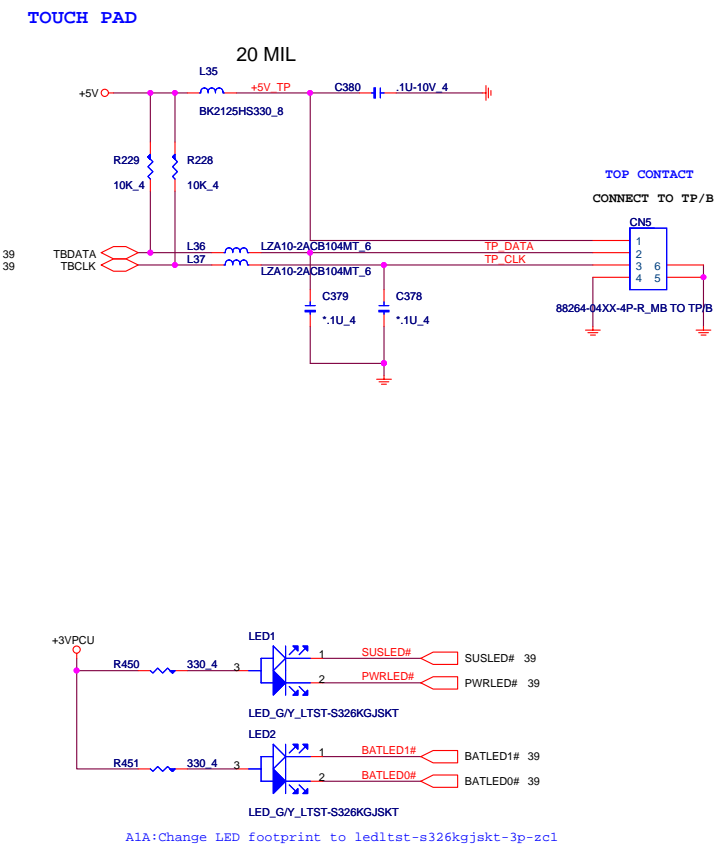 TOUCH PAD
20 MIL
L35
+5V
+5V_TP
C380
.1U-10V_4
BK2125HS330_8
R229
R228
10K_4
10K_4
TOP CONTACT
CONNECT TO TP/B
CN5
39 TBDATA
L36
LZA10-2ACB104MT_6
TP_DATA
1
2
39 TBCLK
L37
LZA10-2ACB104MT_6
TP_CLK
3 6
4 5
C379
*.1U_4
C378
*.1U_4
88264-04XX-4P-R_MB TO TP/B
+3VPCU
LED1
R450
330_4
3
1
SUSLED#
SUSLED# 39
2
PWRLED#
PWRLED# 39
LED_G/Y_LTST-S326KGJSKT
LED2
R451
330_4
3
1
BATLED1#
BATLED1# 39
2
BATLED0#
BATLED0# 39
LED_G/Y_LTST-S326KGJSKT
A1A:Change LED footprint to ledltst-s326kgjskt-3p-zc1